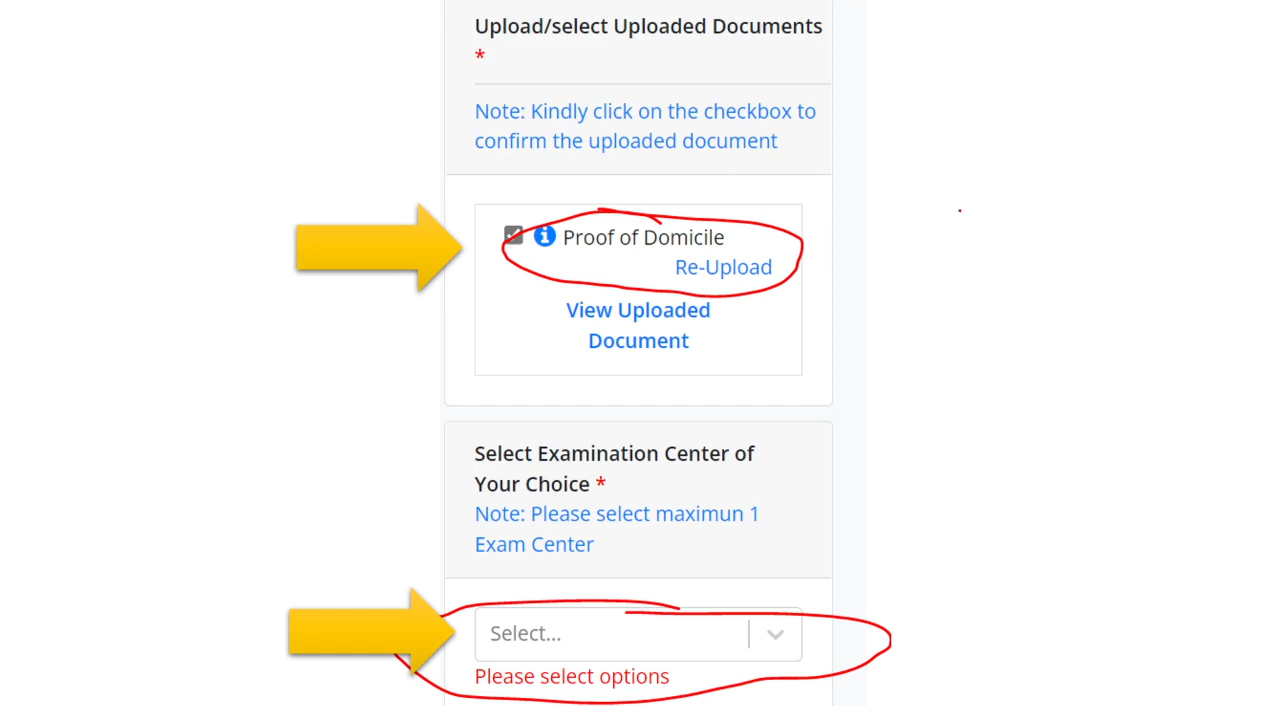 Upload/select Uploaded Documents
*
Note: Kindly click on the checkbox to
confirm the uploaded document
Proof of Domicile
Re-Upload
View Uploaded
Document
Select Examination Center of
Your Choice *
Note: Please select maximun 1
Exam Center
Select...
Please select options